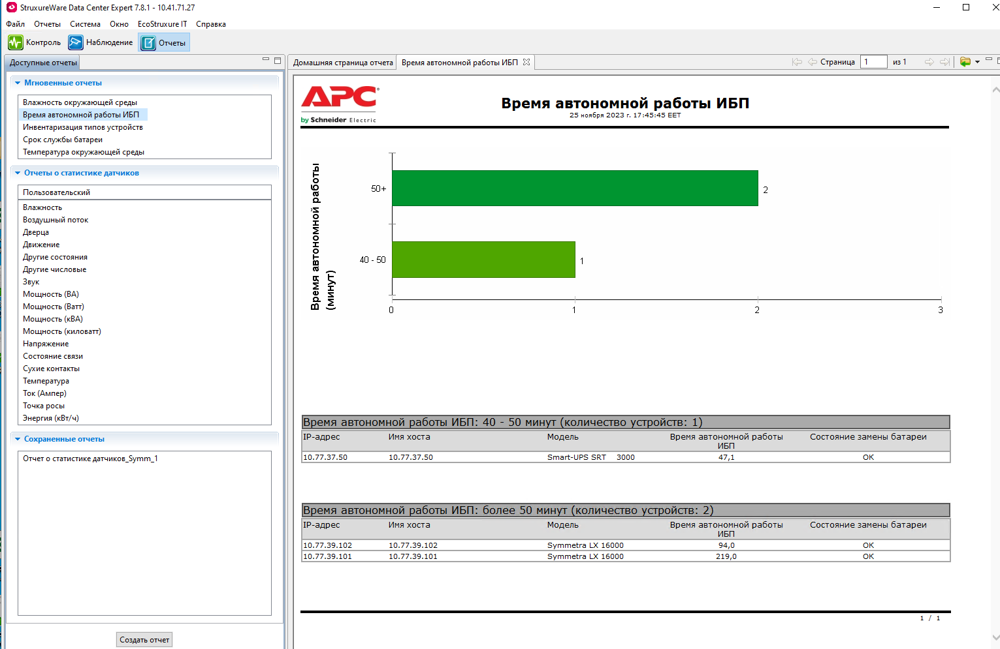 StruxureWare Data Center Expert 7.8.1 - 10.41.71.27
Файл Отчеты Система Окно EcoStruxure IT Справка
Контроль Наблюдение Отчеты
Доступные отчеты
Мгновенные отчеты
Влажность окружающей среды
Время автономной работы ИБП
Инвентаризация типов устройств
Срок службы батареи
Температура окружающей среды
Отчеты о статистике датчиков
Пользовательский
Влажность
Воздушный поток
Дверца
Движение
Другие состояния
Другие числовые
Звук
Мощность (ВА)
Мощность (Ватт)
Мощность (кВА)
Мощность (киловатт)
Напряжение
Состояние связи
Сухие контакты
Температура
Ток (Ампер)
Точка росы
Энергия (кВт/ч)
Сохраненные отчеты
Отчет о статистике датчиков_Symm_1
Создать отчет
Домашняя страница отчета Время автономной работы ИБП Страница 1 из 1
APC®
by Schneider Electric
Время автономной работы ИБП
25 ноября 2023 г. 17:45:45 EET
Время автономной работы
(минут)
50+ 2
40 - 50 1
0 1 2 3
Время автономной работы ИБП: 40 - 50 минут (количество устройств: 1)
IP-адрес Имя хоста Модель Время автономной работы ИБП Состояние замены батареи
10.77.37.50 10.77.37.50 Smart-UPS SRT 3000 47,1 OK
Время автономной работы ИБП: более 50 минут (количество устройств: 2)
IP-адрес Имя хоста Модель Время автономной работы ИБП Состояние замены батареи
10.77.39.102 10.77.39.102 Symmetra LX 16000 94,0 OK
10.77.39.101 10.77.39.101 Symmetra LX 16000 219,0 OK
1 / 1